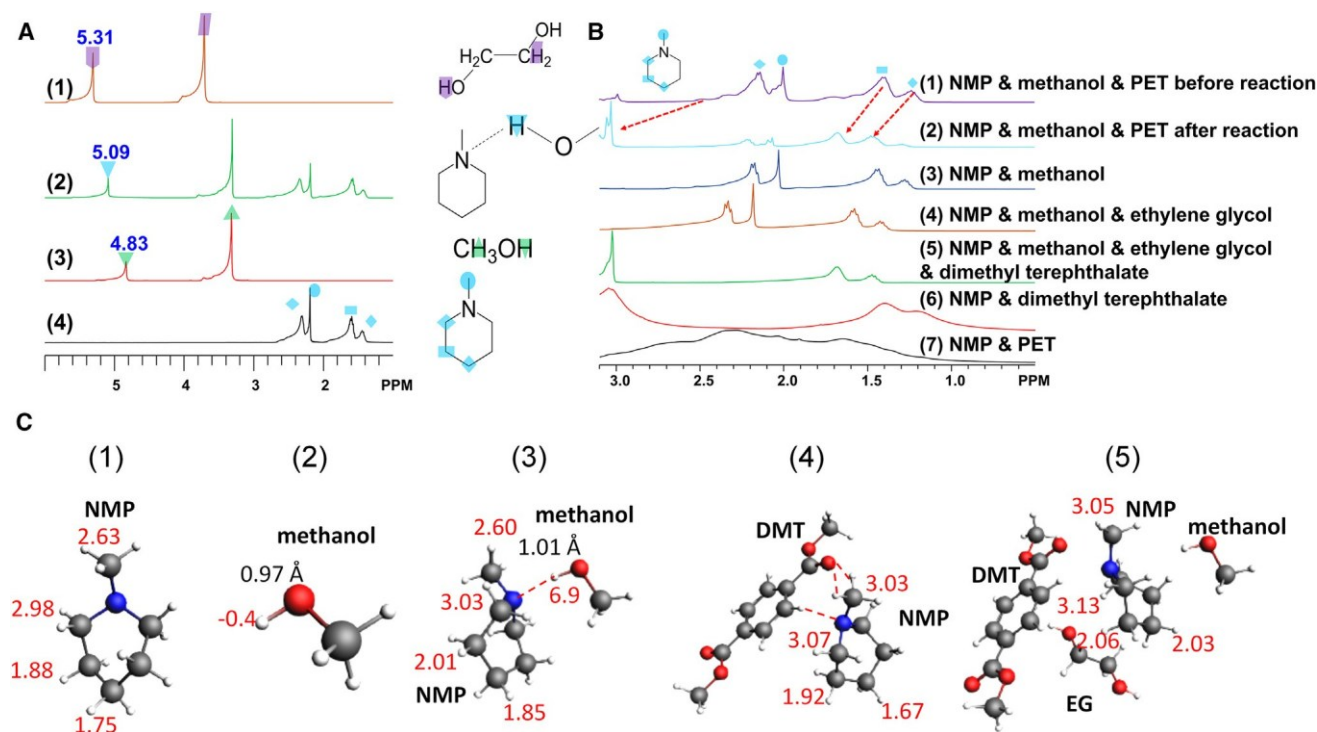 A
5.31
(1)
5.09
(2)
4.83
(3)
(4)
5 4 3 2 PPM
OH
H2C—CH2
HO
N
H
O
CH3OH
N
B
N
(1) NMP & methanol & PET before reaction
(2) NMP & methanol & PET after reaction
(3) NMP & methanol
(4) NMP & methanol & ethylene glycol
(5) NMP & methanol & ethylene glycol
& dimethyl terephthalate
(6) NMP & dimethyl terephthalate
(7) NMP & PET
3.0 2.5 2.0 1.5 1.0 PPM
C
(1)
NMP
2.63
2.98
1.88
1.75
(2)
methanol
0.97 Å
-0.4
(3)
2.60
methanol
1.01 Å
6.9
3.03
2.01
NMP
1.85
(4)
DMT
3.03
NMP
3.07
1.92
1.67
(5)
3.05
NMP
methanol
DMT
3.13
2.06
2.03
EG